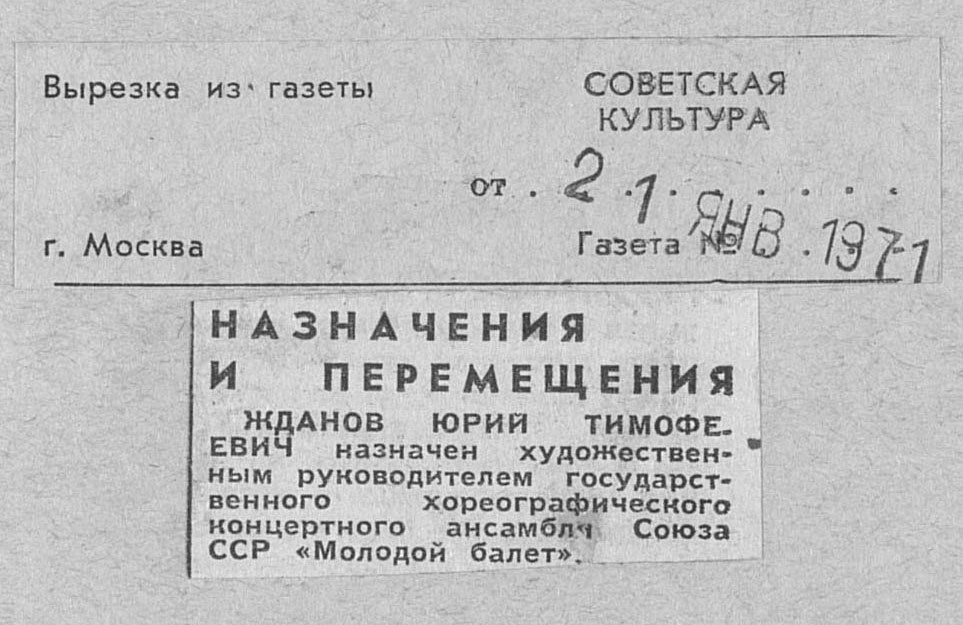 Вырезка из газеты
СОВЕТСКАЯ
КУЛЬТУРА
от . 21 ЯНВ . 1971
г. Москва
Газета №
НАЗНАЧЕНИЯ
И ПЕРЕМЕЩЕНИЯ
ЖДАНОВ ЮРИЙ ТИМОФЕ-
ЕВИЧ назначен художествен-
ным руководителем государст-
венного хореографического
концертного ансамбля Союза
ССР «Молодой балет».